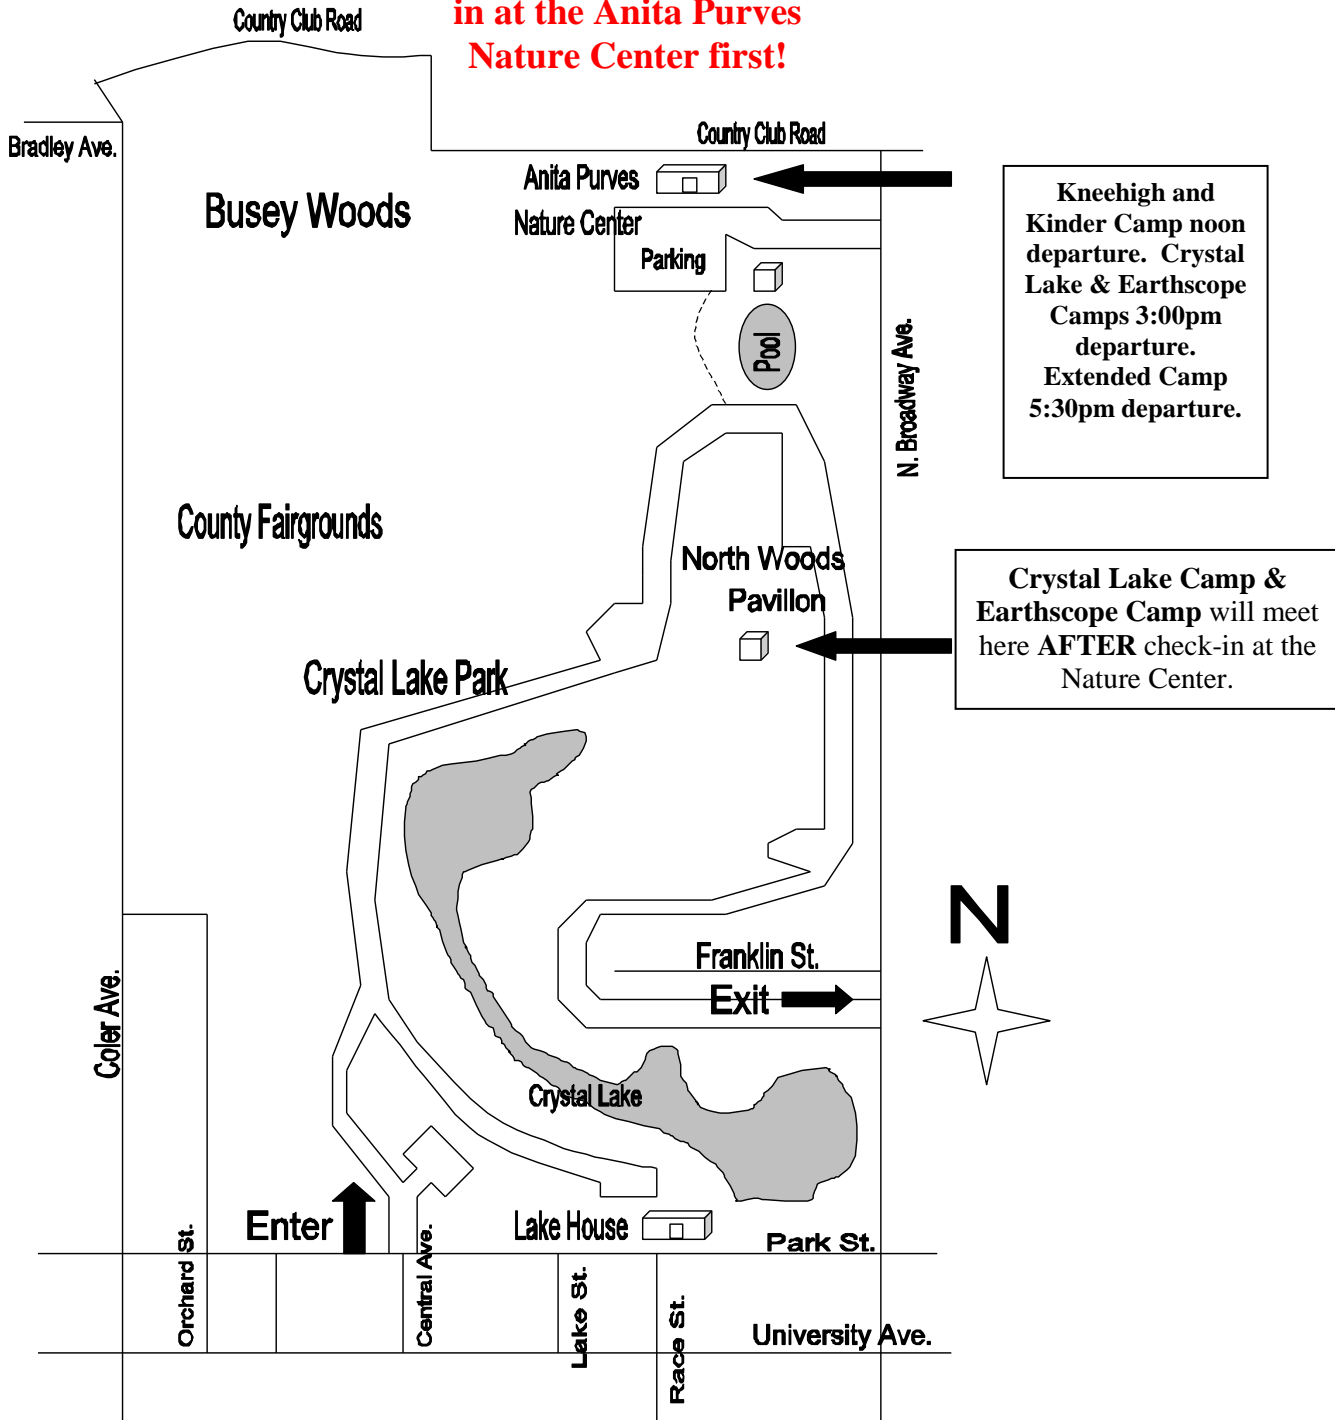 in at the Anita Purves
Nature Center first!
Country Club Road
Bradley Ave.
Country Club Road
Anita Purves
Nature Center
Busey Woods
Parking
Pool
N. Broadway Ave.
Kneehigh and
Kinder Camp noon
departure. Crystal
Lake & Earthscope
Camps 3:00pm
departure.
Extended Camp
5:30pm departure.
County Fairgrounds
North Woods
Pavillon
Crystal Lake Camp &
Earthscope Camp will meet
here AFTER check-in at the
Nature Center.
Crystal Lake Park
N
Franklin St.
Exit
Coler Ave.
Crystal Lake
Enter
Lake House
Park St.
Orchard St.
Central Ave.
Lake St.
Race St.
University Ave.